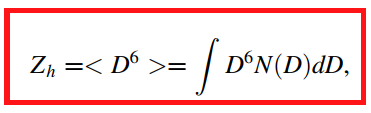 Z_h =< D^6 >= ∫ D^6 N(D)dD,